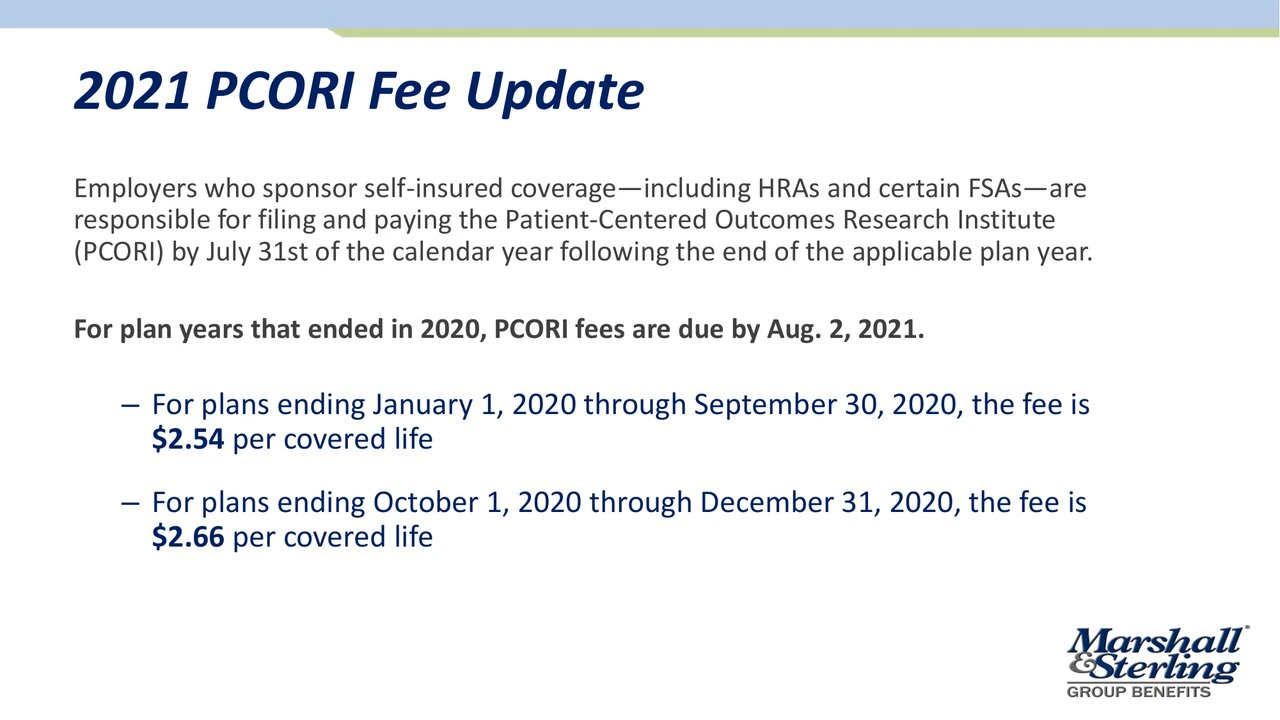 2021 PCORI Fee Update
Employers who sponsor self-insured coverage—including HRAs and certain FSAs—are
responsible for filing and paying the Patient-Centered Outcomes Research Institute
(PCORI) by July 31st of the calendar year following the end of the applicable plan year.
For plan years that ended in 2020, PCORI fees are due by Aug. 2, 2021.
– For plans ending January 1, 2020 through September 30, 2020, the fee is
$2.54 per covered life
– For plans ending October 1, 2020 through December 31, 2020, the fee is
$2.66 per covered life
Marshall
&Sterling
GROUP BENEFITS